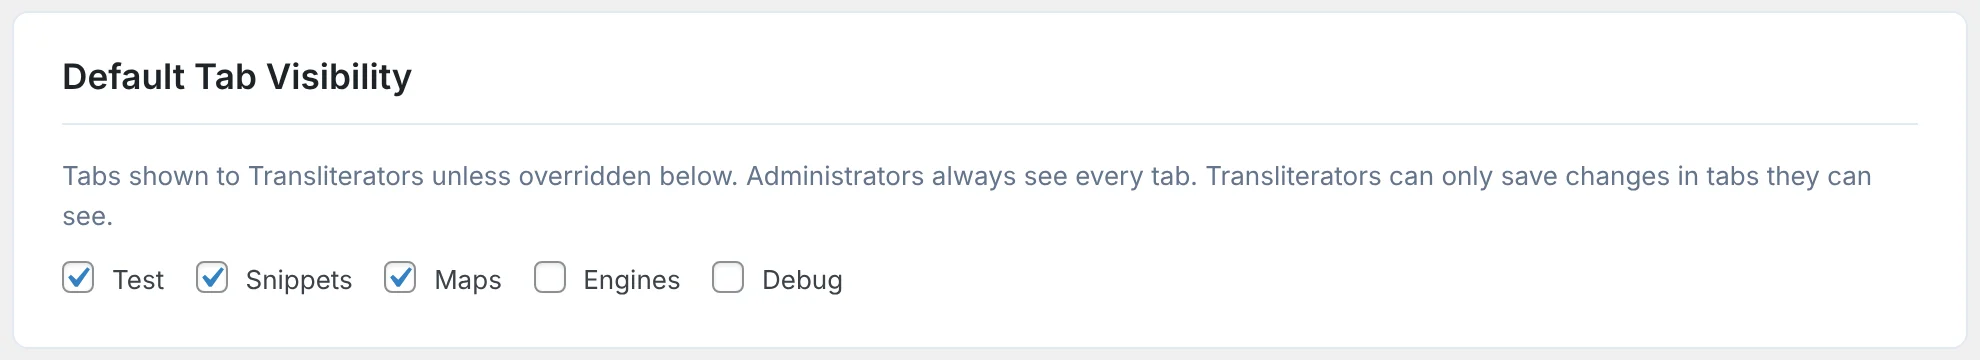 Default Tab Visibility
Tabs shown to Transliterators unless overridden below. Administrators always see every tab. Transliterators can only save changes in tabs they can
see.
Test Snippets Maps Engines Debug